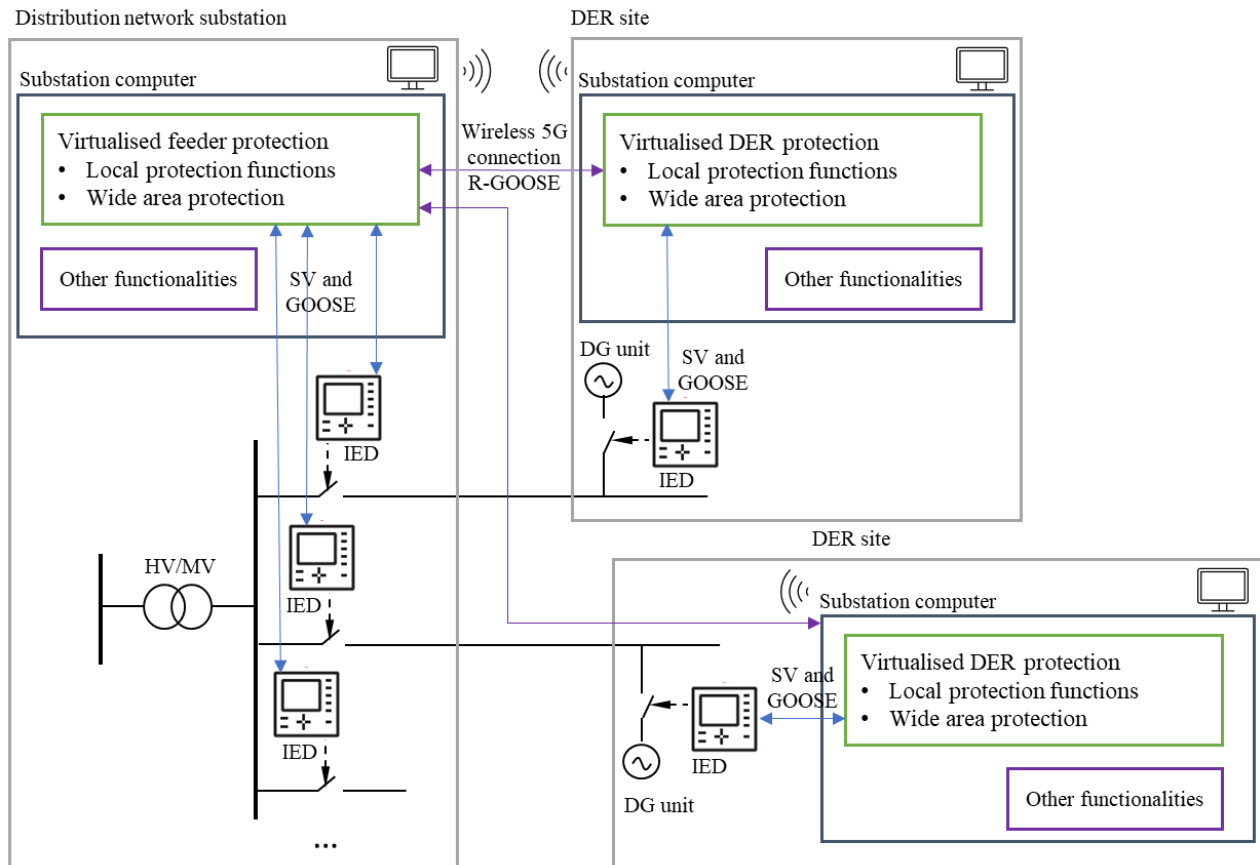 Distribution network substation
Substation computer
Virtualised feeder protection
• Local protection functions
• Wide area protection
Other functionalities
SV and
GOOSE
IED
IED
IED
HV/MV
...
Wireless 5G
connection
R-GOOSE
DER site
Substation computer
Virtualised DER protection
• Local protection functions
• Wide area protection
Other functionalities
DG unit
SV and
GOOSE
IED
DER site
Substation computer
Virtualised DER protection
• Local protection functions
• Wide area protection
SV and
GOOSE
IED
DG unit
Other functionalities